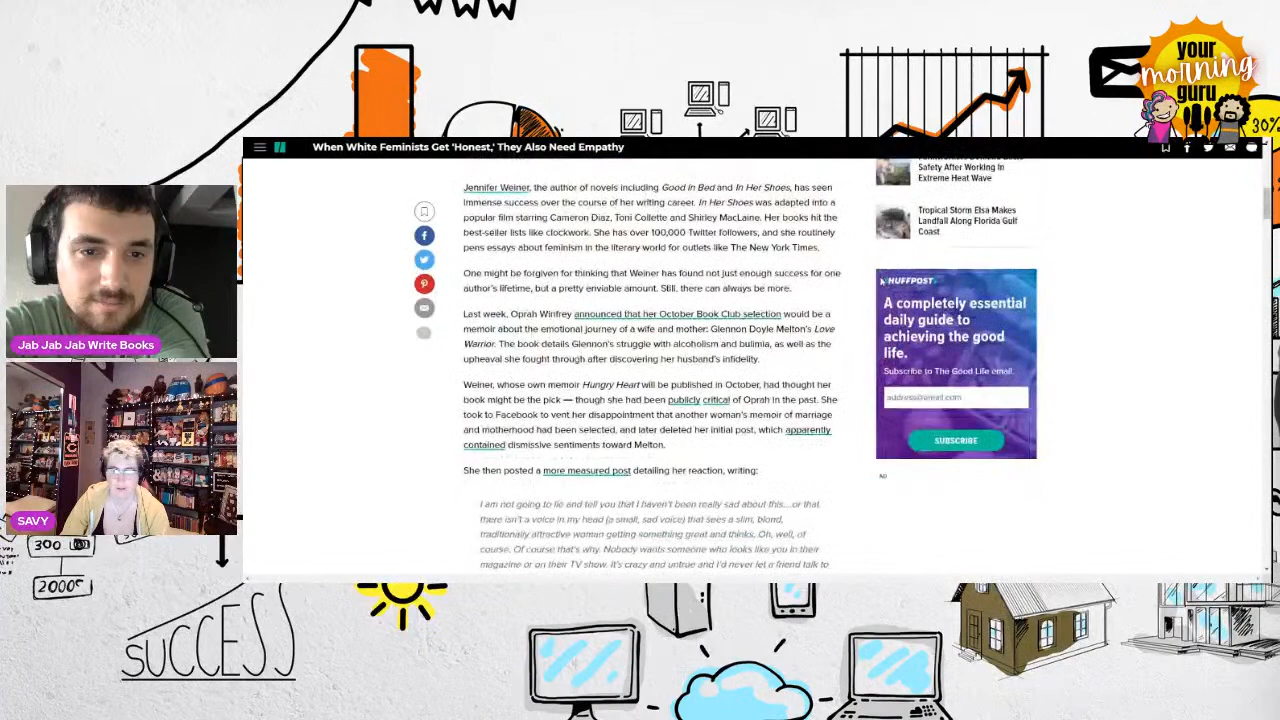 WWW
your
morning
guru
30%
When White Feminists Get 'Honest,' They Also Need Empathy
Safety After Working In
Extreme Heat Wave
Jennifer Weiner, the author of novels including Good in Bed and In Her Shoes, has seen
immense success over the course of her writing career. In Her Shoes was adapted into a
popular film starring Cameron Diaz, Toni Collette and Shirley MacLaine. Her books hit the
best-seller lists like clockwork. She has over 100,000 Twitter followers, and she routinely
pens essays about feminism in the literary world for outlets like The New York Times.
Tropical Storm Elsa Makes
Landfall Along Florida Gulf
Coast
One might be forgiven for thinking that Weiner has found not just enough success for one
author's lifetime, but a pretty enviable amount. Still, there can always be more.
Last week, Oprah Winfrey announced that her October Book Club selection would be a
memoir about the emotional journey of a wife and mother: Glennon Doyle Melton's Love
Warrior. The book details Glennon's struggle with alcoholism and bulimia, as well as the
upheaval she fought through after discovering her husband's infidelity.
Weiner, whose own memoir Hungry Heart will be published in October, had thought her
book might be the pick — though she had been publicly critical of Oprah in the past. She
took to Facebook to vent her disappointment that another woman's memoir of marriage
and motherhood had been selected, and later deleted her initial post, which apparently
contained dismissive sentiments toward Melton.
She then posted a more measured post detailing her reaction, writing:
I am not going to lie and tell you that I haven't been really sad about this...or that
there isn't a voice in my head (a small, sad voice) that sees a slim, blond,
traditionally attractive woman getting something great and thinks, Oh, well, of
course. Of course that's why. Nobody wants someone who looks like you in their
magazine or on their TV show. It's crazy and untrue and I'd never let a friend talk to
HUFFPOST
A completely essential
daily guide to
achieving the good
life.
Subscribe to The Good Life email.
address@email.com
SUBSCRIBE
AD
Jab Jab Jab Write Books
SAVY
300
2000
SUCCESS